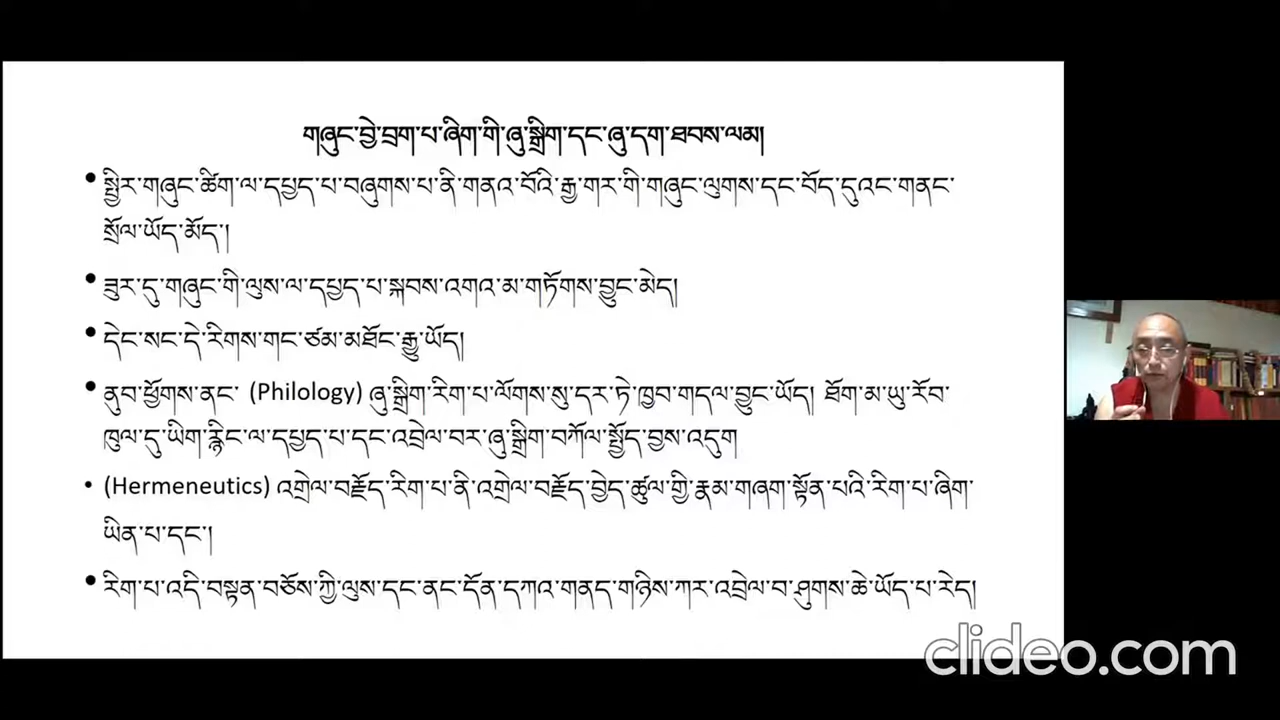 གཞུང་བྱེ་བྲག་པ་ཞིག་གི་ཞུ་སྒྲིག་དང་ཞུ་དག་ཐབས་ལམ།
• སྤྱིར་གཞུང་ཚིག་ལ་དཔྱད་པ་བཞུགས་པ་ནི་གནའ་བོའི་རྒྱ་གར་གི་གཞུང་ལུགས་དང་བོད་དུའང་གནང་
སྲོལ་ཡོད་མོད་།
• ཟུར་དུ་གཞུང་གི་ལུས་ལ་དཔྱད་པ་སྐབས་འགའ་མ་གཏོགས་བྱུང་མེད།
• དེང་སང་དེ་རིགས་གང་ཙམ་མཐོང་རྒྱུ་ཡོད།
• ནུབ་ཕྱོགས་ནང་ (Philology) ཞུ་སྒྲིག་རིག་པ་ལོགས་སུ་དར་ཏེ་ཁྱབ་གདལ་བྱུང་ཡོད། ཐོག་མ་ཡུ་རོབ་
ཁུལ་དུ་ཡིག་རྙིང་ལ་དཔྱད་པ་དང་འབྲེལ་བར་ཞུ་སྒྲིག་བཀོལ་སྤྱོད་བྱས་འདུག
• (Hermeneutics) འགྲེལ་བརྗོད་རིག་པ་ནི་འགྲེལ་བརྗོད་བྱེད་ཚུལ་གྱི་རྣམ་གཞག་སྟོན་པའི་རིག་པ་ཞིག་
ཡིན་པ་དང་།
• རིག་པ་འདི་བསྟན་བཅོས་ཀྱི་ལུས་དང་ནང་དོན་དཀའ་གནད་གཉིས་ཀར་འབྲེལ་བ་ཤུགས་ཆེ་ཡོད་པ་རེད།
clideo.com